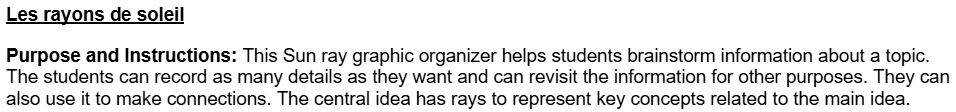 Les rayons de soleil
Purpose and Instructions: This Sun ray graphic organizer helps students brainstorm information about a topic.
The students can record as many details as they want and can revisit the information for other purposes. They can
also use it to make connections. The central idea has rays to represent key concepts related to the main idea.